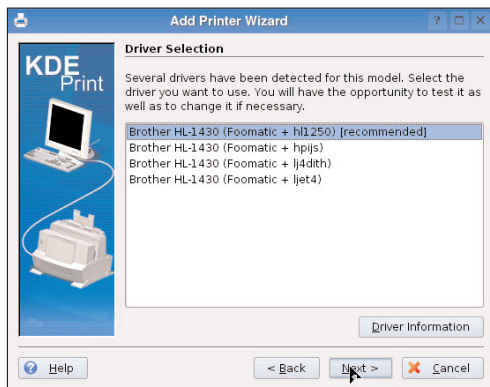 Add Printer Wizard
KDE
Print
Driver Selection
Several drivers have been detected for this model. Select the
driver you want to use. You will have the opportunity to test it as
well as to change it if necessary.
Brother HL-1430 (Foomatic + hl1250) [recommended]
Brother HL-1430 (Foomatic + hpijs)
Brother HL-1430 (Foomatic + lj4dith)
Brother HL-1430 (Foomatic + ljet4)
Driver Information
Help
< Back
Next >
Cancel